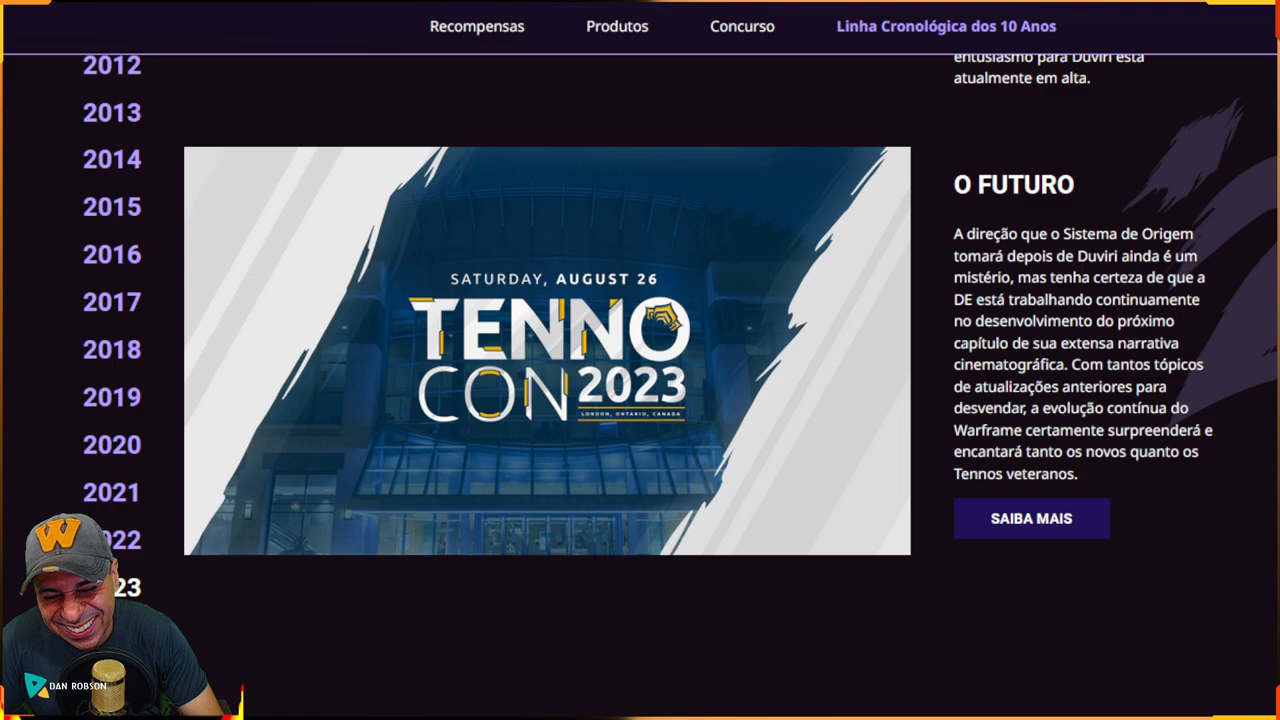 Recompensas
Produtos
Concurso
Linha Cronológica dos 10 Anos
2012
2013
2014
2015
2016
2017
2018
2019
2020
2021
22
23
SATURDAY, AUGUST 26
TENNO
CON 2023
LONDON, ONTARIO, CANADA
entusiasmo para Duviri está
atualmente em alta.
O FUTURO
A direção que o Sistema de Origem
tomará depois de Duviri ainda é um
mistério, mas tenha certeza de que a
DE está trabalhando continuamente
no desenvolvimento do próximo
capítulo de sua extensa narrativa
cinematográfica. Com tantos tópicos
de atualizações anteriores para
desvendar, a evolução contínua do
Warframe certamente surpreenderá e
encantará tanto os novos quanto os
Tennos veteranos.
SAIBA MAIS
W
DAN ROBSON